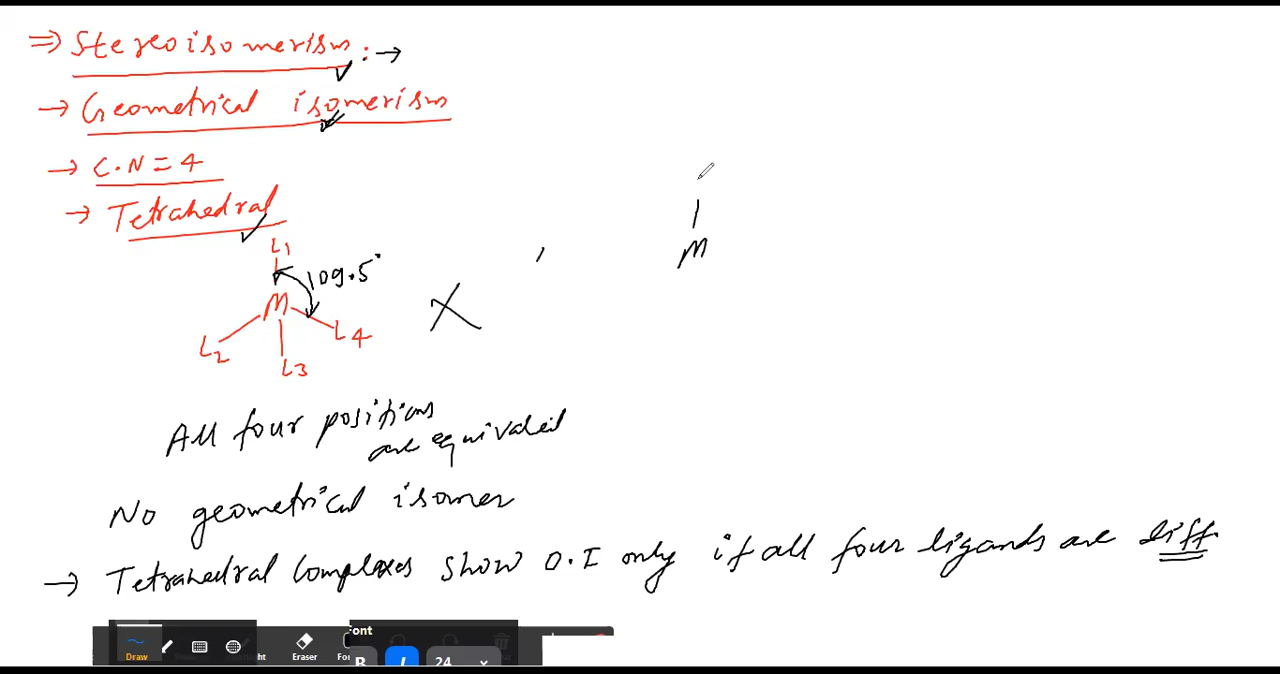 ⇒ Stereoisomerism : →
→ Geometrical isomerism
→ C.N = 4
→ Tetrahedral
L1
109.5°
M
L2
L3
L4
M
All four positions
are equivalent
No geometrical isomer
→ Tetrahedral Complexes show O.I only if all four ligands are diff.
Font
Draw
Eraser
B
I
24